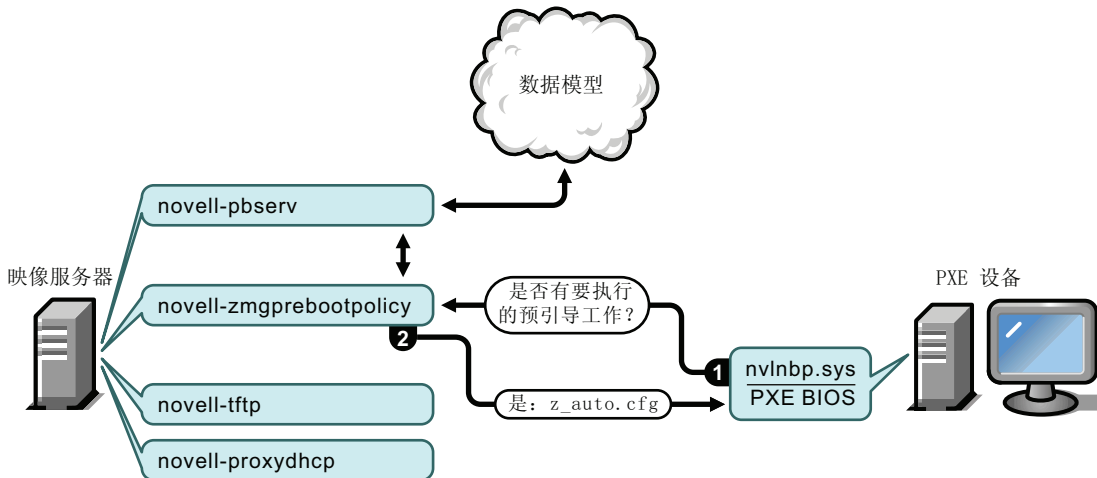 数据模型
novell-pbserv
映像服务器
PXE 设备
novell-zmgprebootpolicy
是否有要执行
的预引导工作？
2
1
nvlnbp.sys
PXE BIOS
是：z_auto.cfg
novell-tftp
novell-proxydhcp